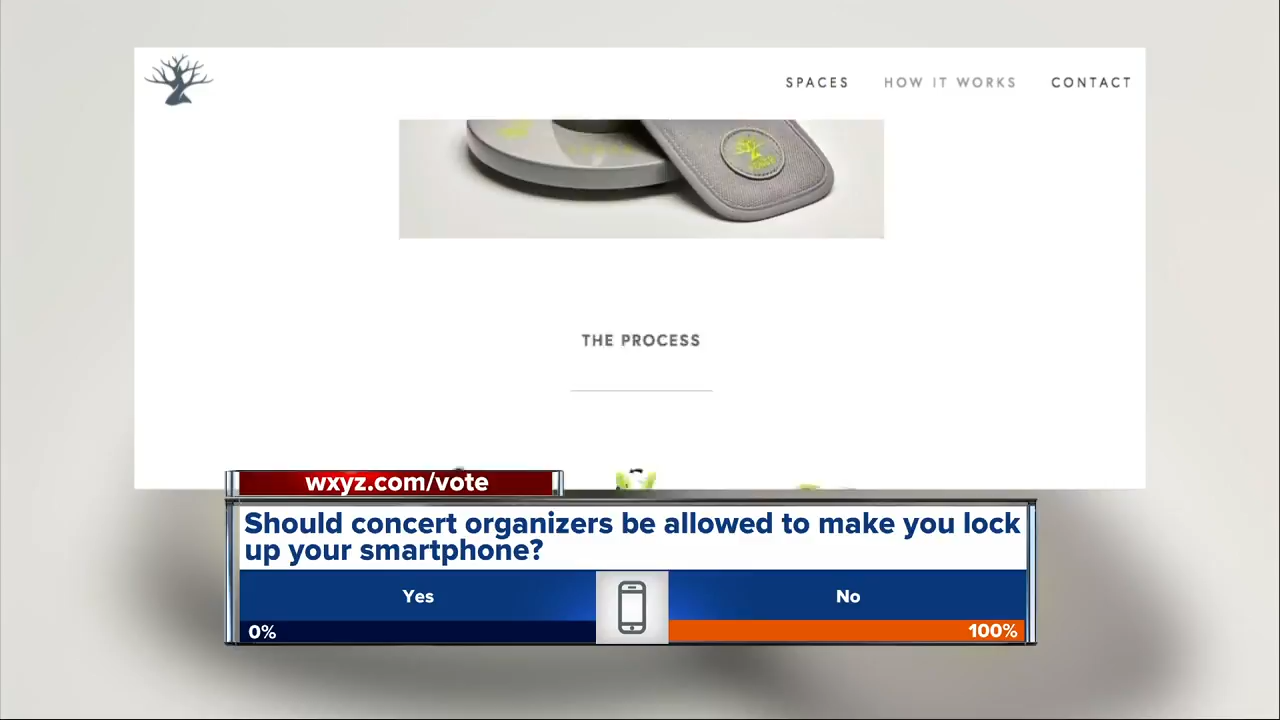 SPACES HOW IT WORKS CONTACT
THE PROCESS
wxyz.com/vote
Should concert organizers be allowed to make you lock
up your smartphone?
Yes No
0% 100%